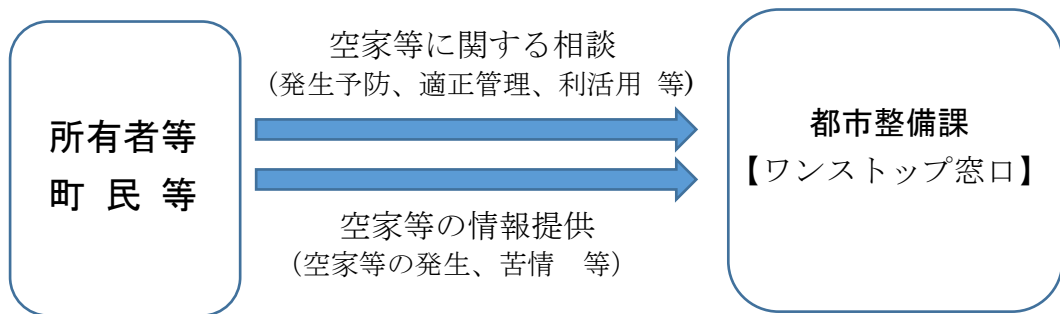 空家等に関する相談
(発生予防、適正管理、利活用 等)
所有者等
町 民 等
都市整備課
【ワンストップ窓口】
空家等の情報提供
（空家等の発生、苦情　等）